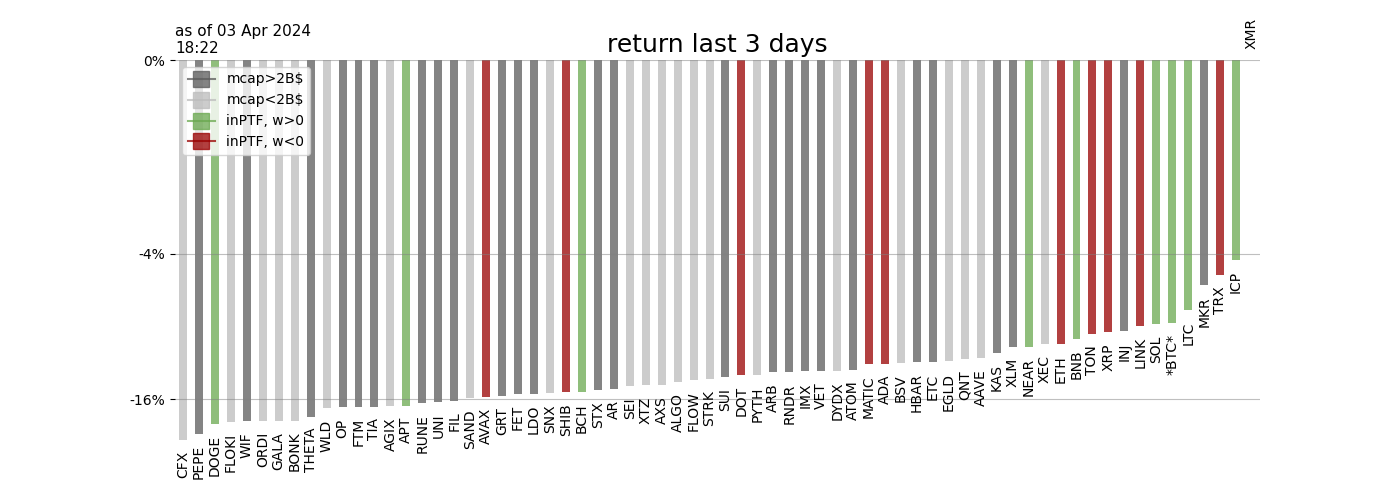 as of 03 Apr 2024
18:22
return last 3 days
XMR
0%
-4%
-16%
mcap>2B$
mcap<2B$
inPTF, w>0
inPTF, w<0
CFX
PEPE
DOGE
FLOKI
WIF
ORDI
GALA
BONK
THETA
WLD
OP
FTM
TIA
AGIX
APT
RUNE
UNI
FIL
SAND
AVAX
GRT
FET
LDO
SNX
SHIB
BCH
STX
AR
SEI
XTZ
AXS
ALGO
FLOW
STRK
SUI
DOT
PYTH
ARB
RNDR
IMX
VET
DYDX
ATOM
MATIC
ADA
BSV
HBAR
ETC
EGLD
QNT
AAVE
KAS
XLM
NEAR
XEC
ETH
BNB
TON
XRP
INJ
LINK
SOL
*BTC*
LTC
MKR
TRX
ICP